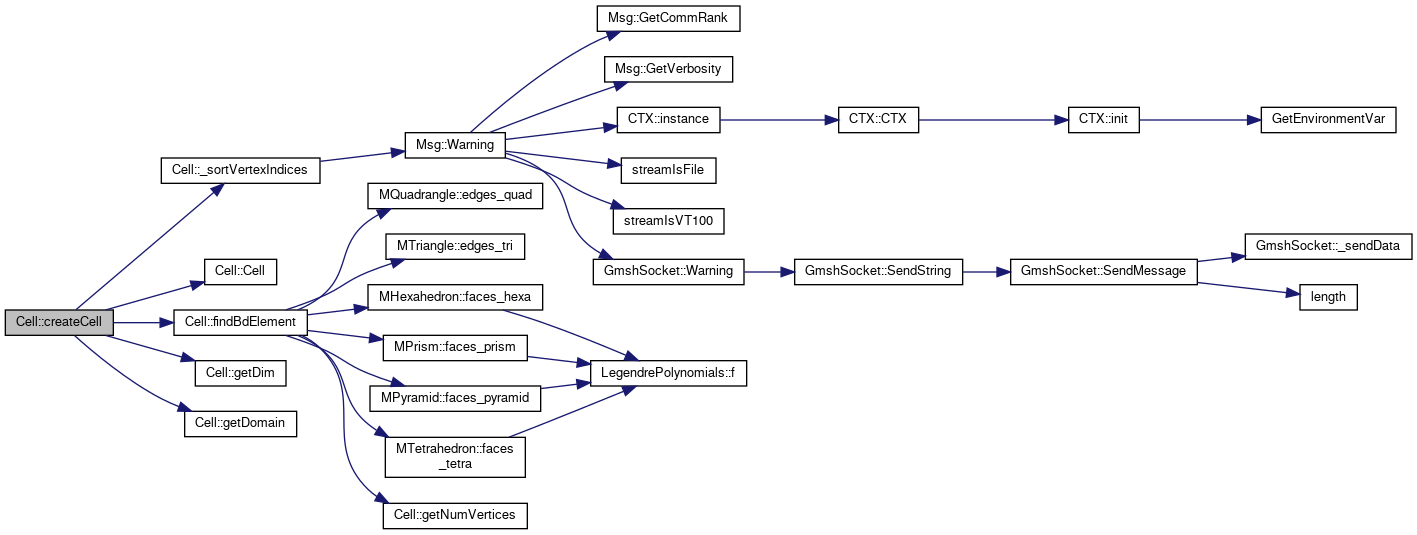 Msg::GetCommRank
Msg::GetVerbosity
CTX::instance
CTX::CTX
CTX::init
GetEnvironmentVar
Msg::Warning
Cell::_sortVertexIndices
streamIsFile
MQuadrangle::edges_quad
streamIsVT100
MTriangle::edges_tri
GmshSocket::_sendData
Cell::Cell
GmshSocket::Warning
GmshSocket::SendString
GmshSocket::SendMessage
MHexahedron::faces_hexa
length
Cell::createCell
Cell::findBdElement
MPrism::faces_prism
Cell::getDim
LegendrePolynomials::f
MPyramid::faces_pyramid
Cell::getDomain
MTetrahedron::faces
_tetra
Cell::getNumVertices